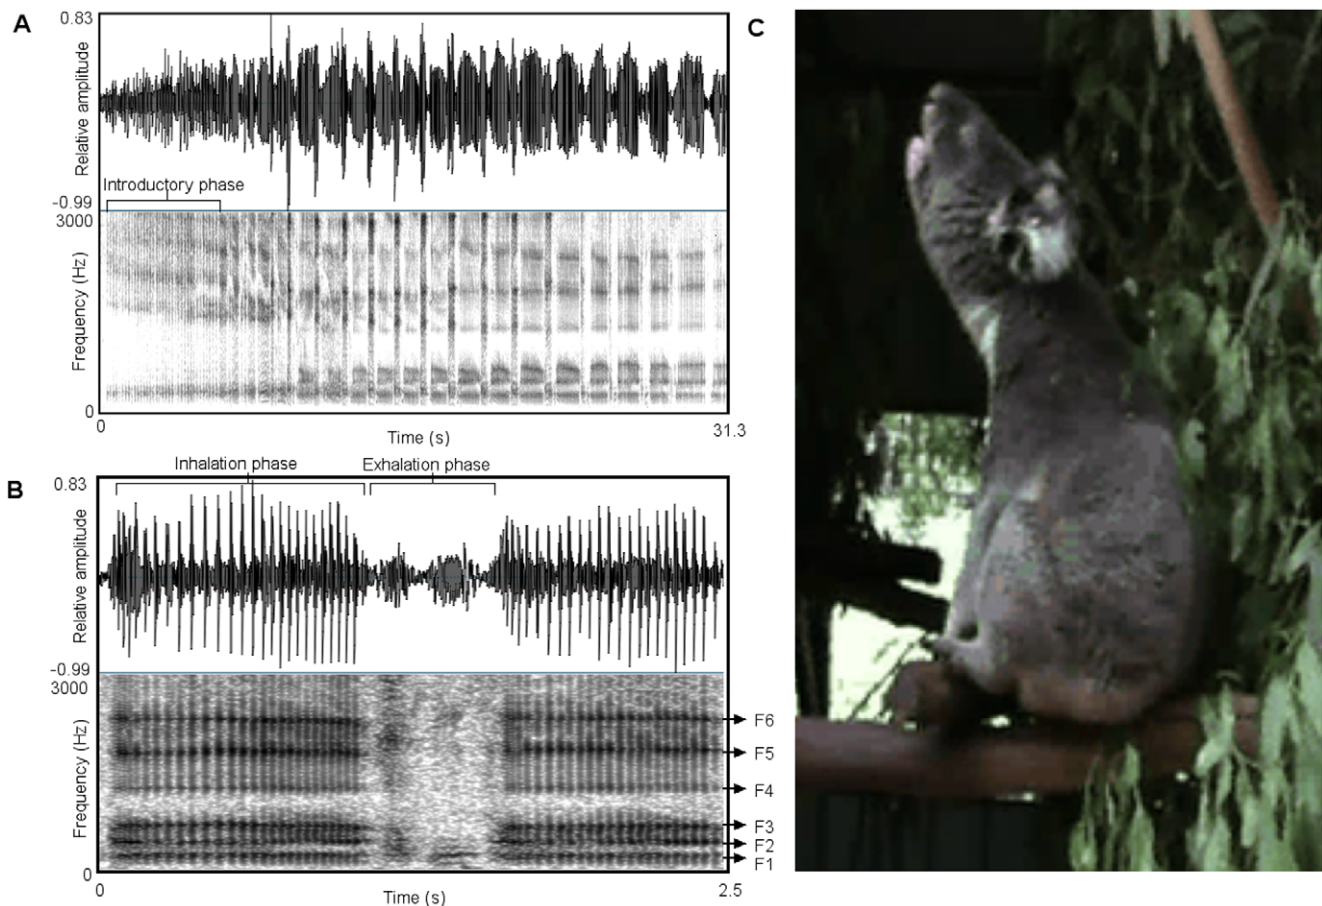 A
0.83
Relative amplitude
Introductory phase
-0.99
3000
Frequency (Hz)
0
0
Time (s)
31.3
B
Inhalation phase
Exhalation phase
0.83
Relative amplitude
-0.99
3000
Frequency (Hz)
F6
F5
F4
F3
F2
F1
0
0
Time (s)
2.5
C